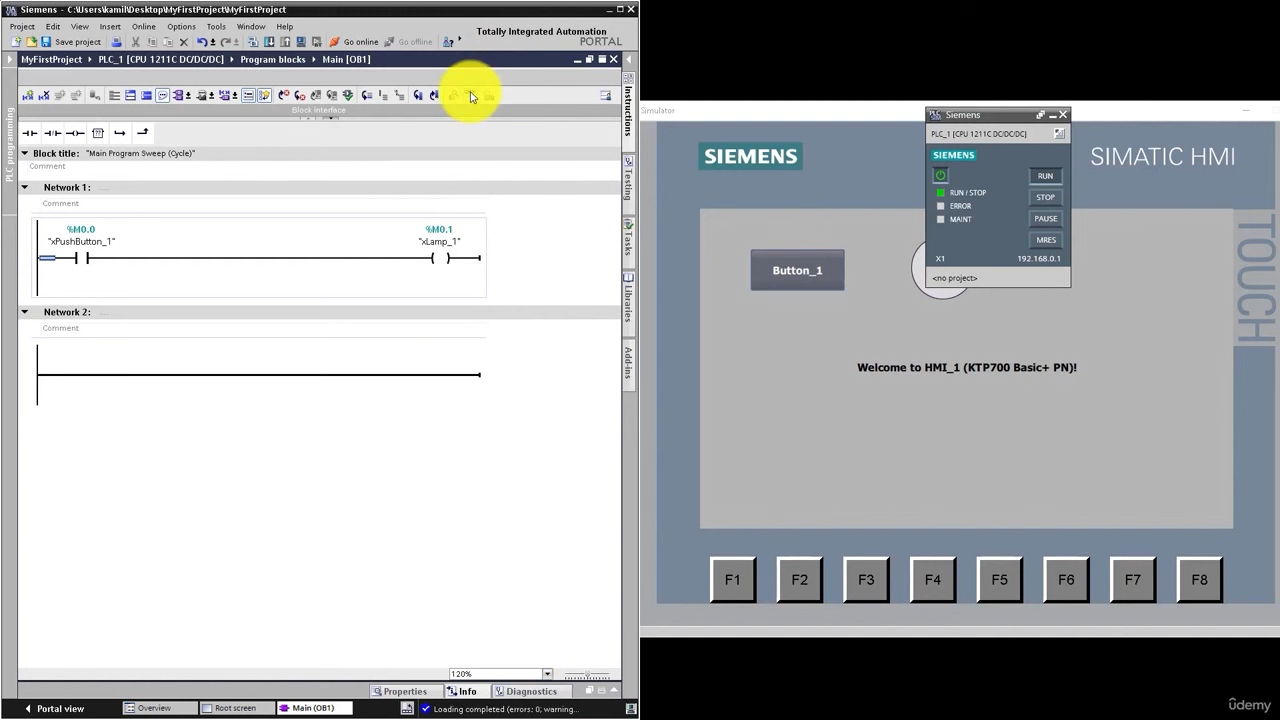 Siemens - C:\Users\kamil\Desktop\MyFirstProject\MyFirstProject
Project Edit View Insert Online Options Tools Window Help
Totally Integrated Automation
PORTAL
Save project
Go online
Go offline
MyFirstProject
PLC_1 [CPU 1211C DC/DC/DC]
Program blocks
Main [OB1]
Block interface
PLC programming
Block title: "Main Program Sweep (Cycle)"
Comment
Network 1:
Comment
%M0.0
"xPushButton_1"
%M0.1
"xLamp_1"
Network 2:
Comment
120%
Properties
Info
Diagnostics
Portal view
Overview
Root screen
Main (OB1)
Loading completed (errors: 0; warning...
Instructions
Testing
Tasks
Libraries
Add-ins
Simulator
SIEMENS
SIMATIC HMI
TOUCH
Siemens
PLC_1 [CPU 1211C DC/DC/DC]
SIEMENS
RUN
RUN / STOP
STOP
ERROR
MAINT
PAUSE
MRES
X1
192.168.0.1
<no project>
Button_1
Welcome to HMI_1 (KTP700 Basic+ PN)!
F1
F2
F3
F4
F5
F6
F7
F8
ûdemy